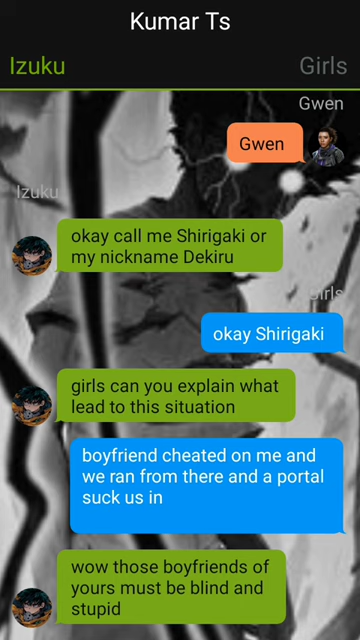 Kumar Ts
Izuku
Girls
Gwen
Gwen
Izuku
okay call me Shirigaki or
my nickname Dekiru
Girls
okay Shirigaki
girls can you explain what
lead to this situation
boyfriend cheated on me and
we ran from there and a portal
suck us in
wow those boyfriends of
yours must be blind and
stupid